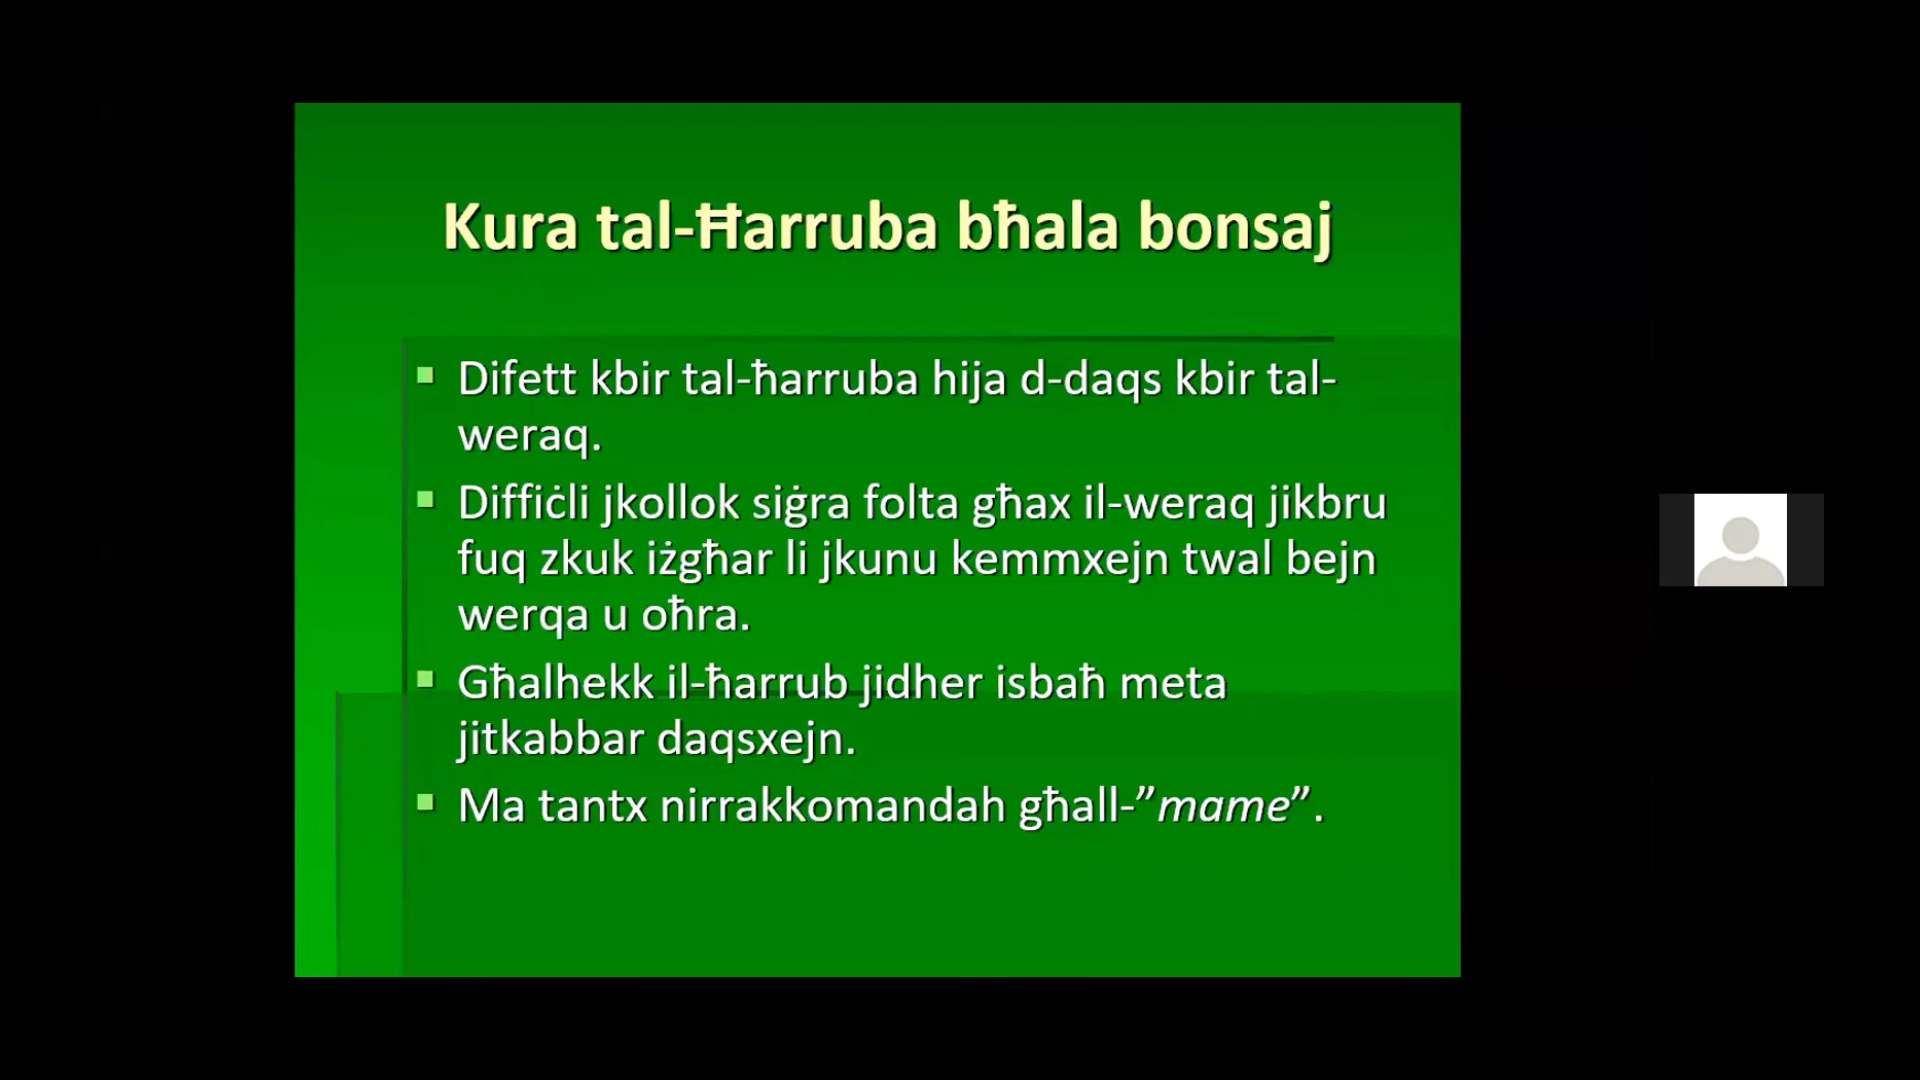 Kura tal-Ħarruba bħala bonsaj
Difett kbir tal-ħarruba hija d-daqs kbir tal-
weraq.
Diffiċli jkollok siġra folta għax il-weraq jikbru
fuq zkuk iżgħar li jkunu kemmxejn twal bejn
werqa u oħra.
Għalhekk il-ħarrub jidher isbaħ meta
jitkabbar daqsxejn.
Ma tantx nirrakkomandah għall-”mame”.